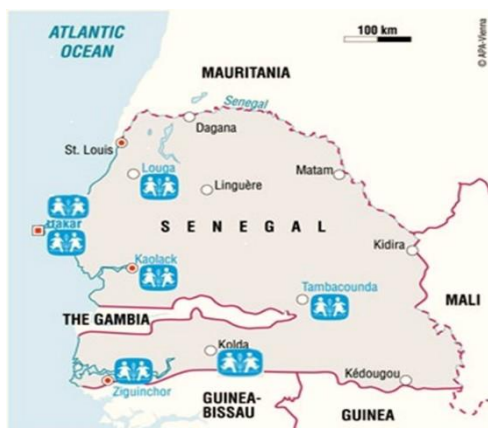 ATLANTIC
OCEAN
100 km
© APA-Vienna
MAURITANIA
Senegal
Dagana
St. Louis
Louga
Linguère
Matam
Dakar
SENEGAL
Kidira
Kaolack
Tambacounda
MALI
THE GAMBIA
Kolda
Ziguinchor
Kédougou
GUINEA-
BISSAU
GUINEA